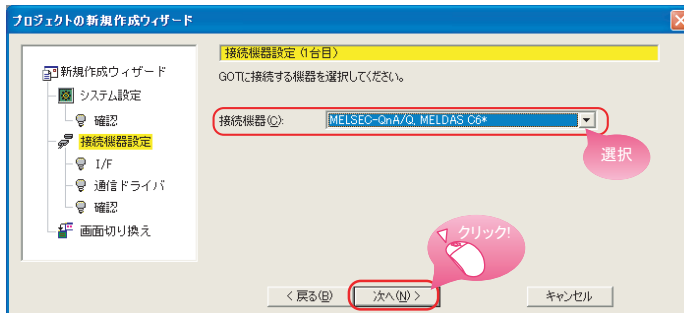 プロジェクトの新規作成ウィザード
新規作成ウィザード
システム設定
確認
接続機器設定
I/F
通信ドライバ
確認
画面切り換え
接続機器設定 (1台目)
GOTに接続する機器を選択してください。
接続機器(C): MELSEC-QnA/Q, MELDAS C6*
選択
クリック!
< 戻る(B) 次へ(N) > キャンセル